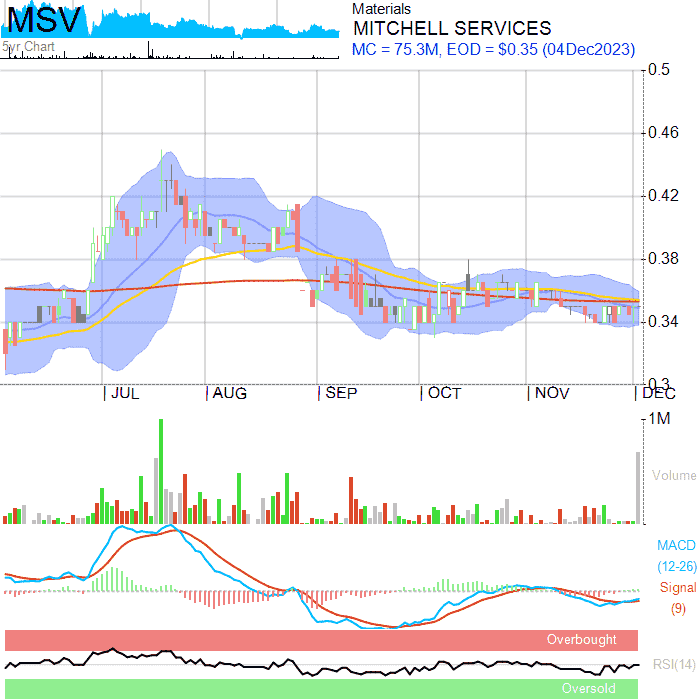 MSV
5yr Chart
Materials
MITCHELL SERVICES
MC = 75.3M, EOD = $0.35 (04Dec2023)
0.5
0.46
0.42
0.38
0.34
0.3
JUL AUG SEP OCT NOV DEC
1M
Volume
MACD
(12-26)
Signal
(9)
Overbought
RSI(14)
Oversold